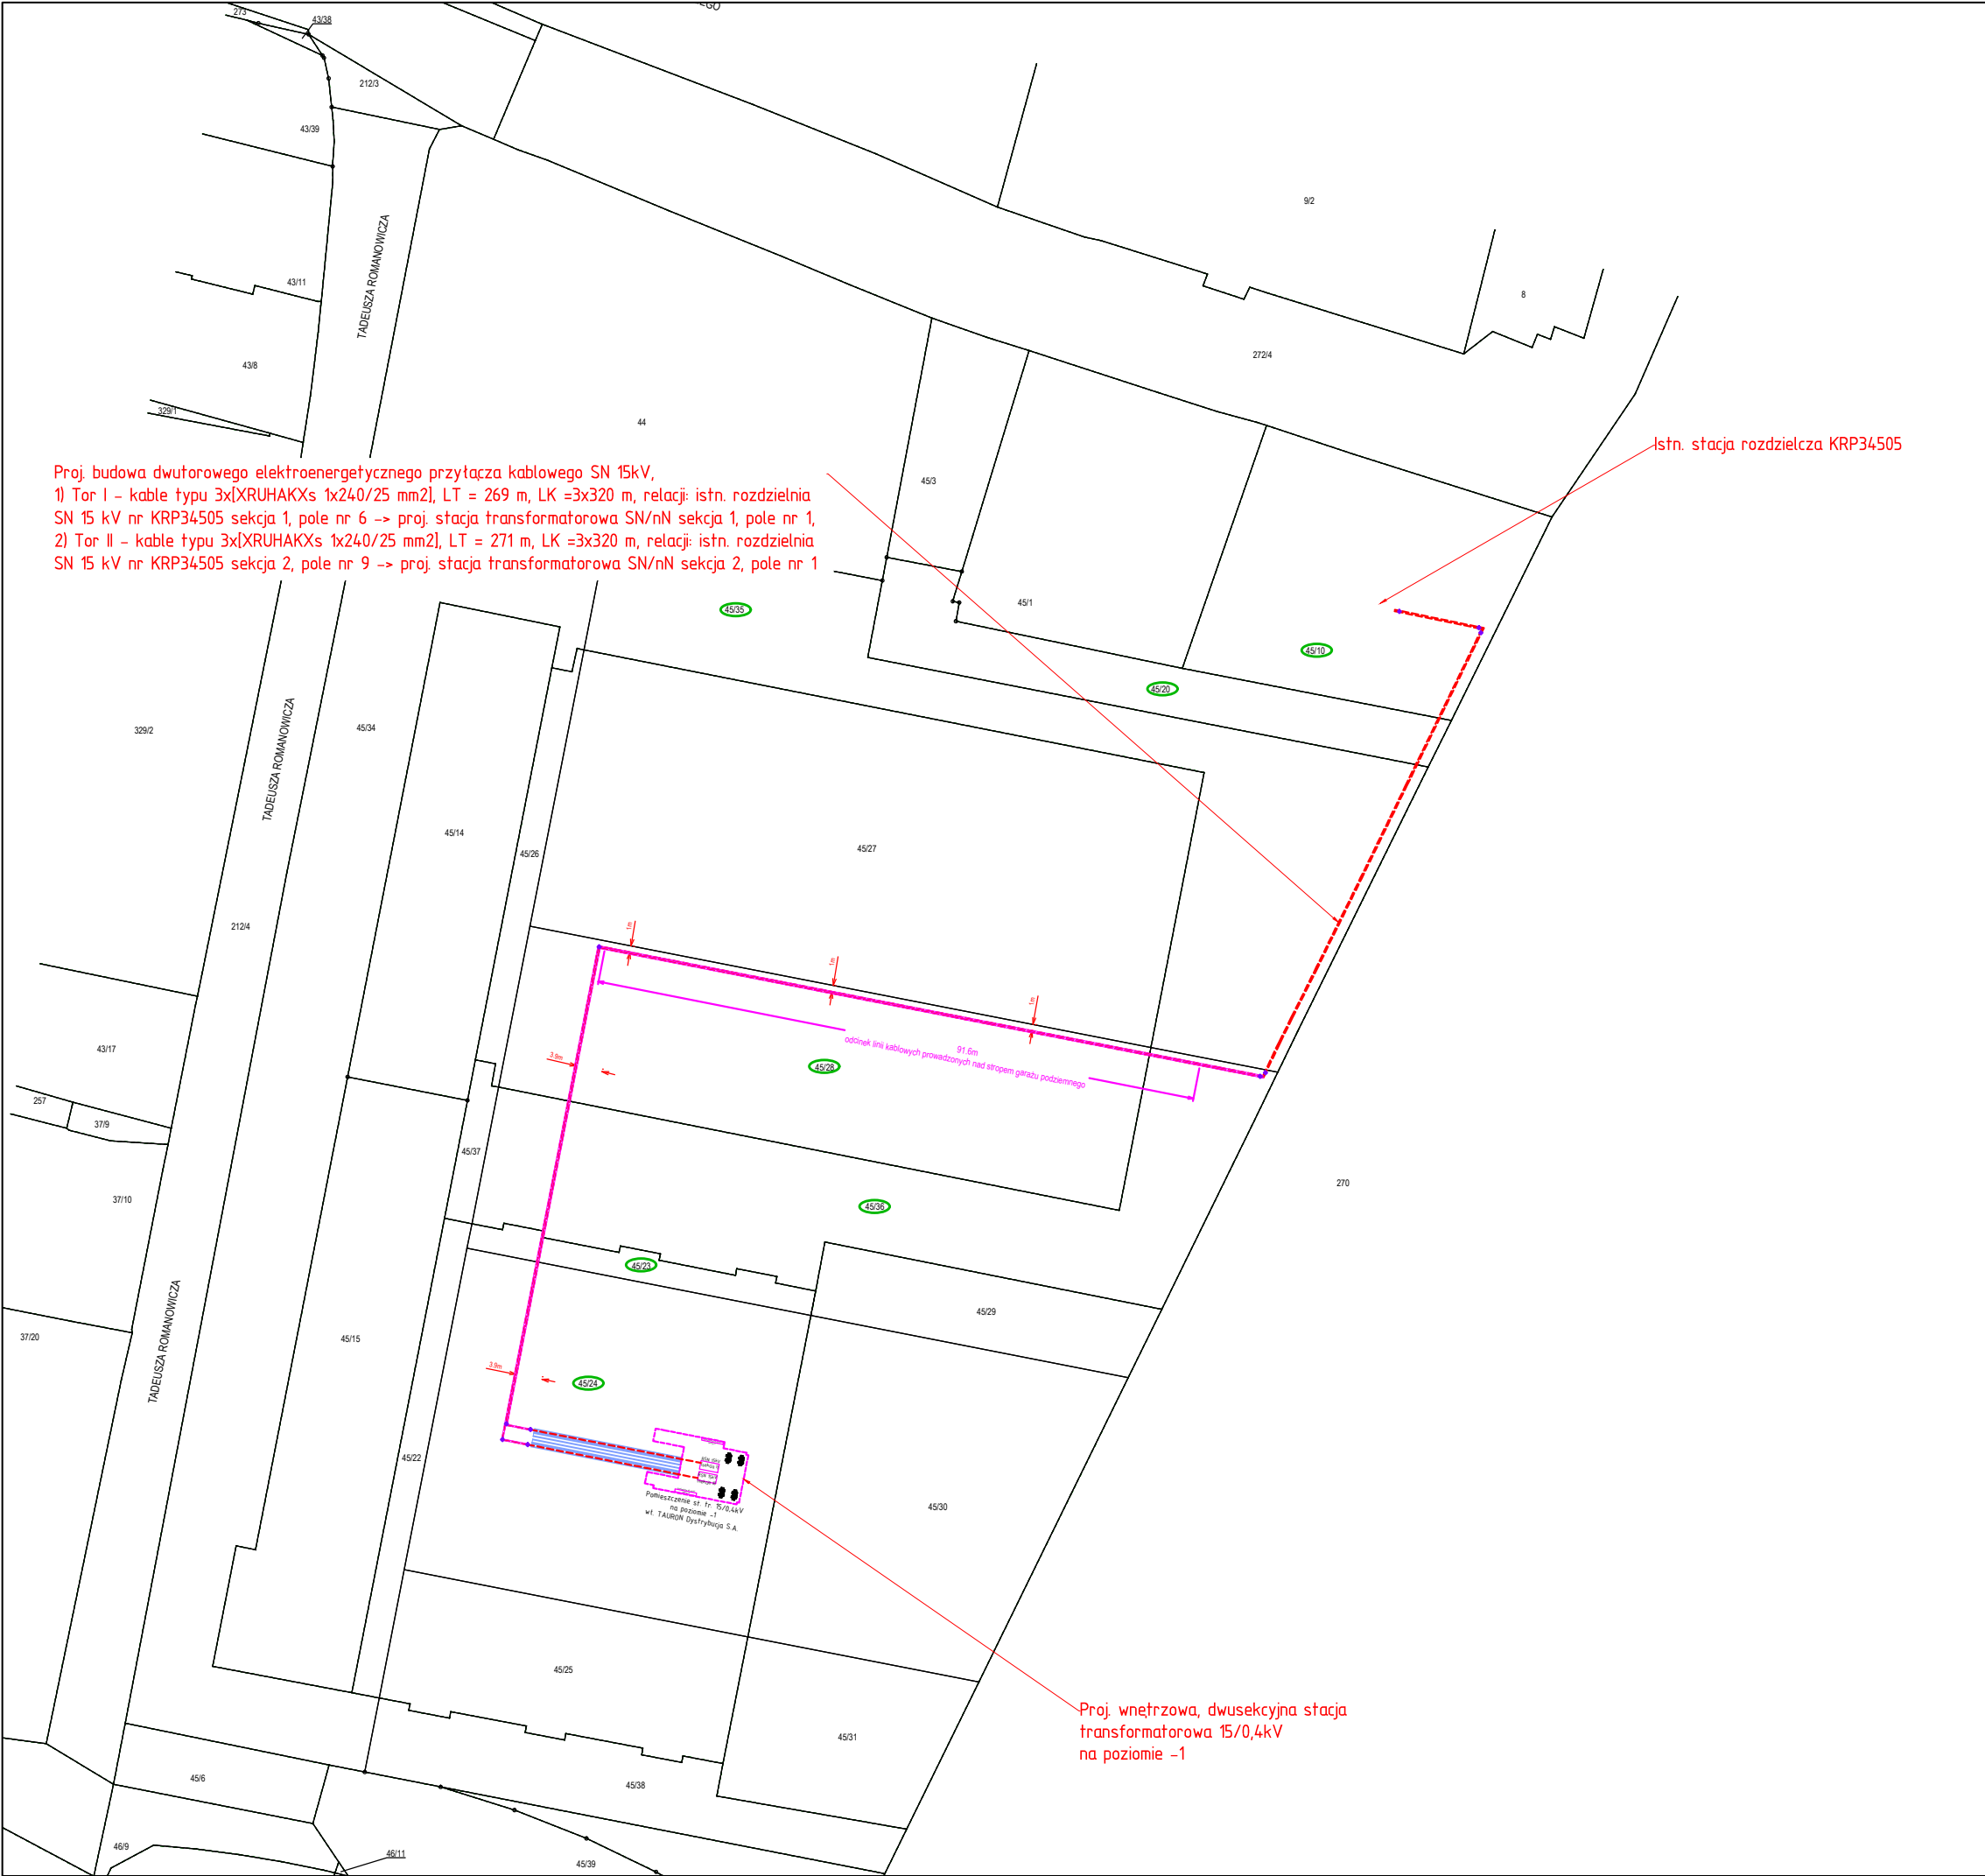 EGO
273
43/38
212/3
43/39
TADEUSZA ROMANOWICZA
9/2
43/11
8
43/8
272/4
329/1
44
Istn. stacja rozdzielcza KRP34505
Proj. budowa dwutorowego elektroenergetycznego przyłącza kablowego SN 15kV,
1) Tor I – kable typu 3x[XRUHAKXs 1x240/25 mm2], LT = 269 m, LK =3x320 m, relacji: istn. rozdzielnia
SN 15 kV nr KRP34505 sekcja 1, pole nr 6 -> proj. stacja transformatorowa SN/nN sekcja 1, pole nr 1,
2) Tor II – kable typu 3x[XRUHAKXs 1x240/25 mm2], LT = 271 m, LK =3x320 m, relacji: istn. rozdzielnia
SN 15 kV nr KRP34505 sekcja 2, pole nr 9 -> proj. stacja transformatorowa SN/nN sekcja 2, pole nr 1
45/3
45/35
45/1
45/10
45/20
329/2
TADEUSZA ROMANOWICZA
45/34
45/14
45/26
45/27
212/4
1m
1m
1m
43/17
3.9m
91.6m
odcinek linii kablowych prowadzonych nad stropem garażu podziemnego
45/28
257
37/9
45/37
37/10
45/36
270
45/23
37/20
TADEUSZA ROMANOWICZA
45/15
45/29
3.9m
45/24
45/22
Pomieszczenie st. tr. 15/0,4kV
na poziomie -1
wł. TAURON Dystrybucja S.A.
45/30
45/25
Proj. wnętrzowa, dwusekcyjna stacja
transformatorowa 15/0,4kV
na poziomie -1
45/31
45/6
45/38
46/9
46/11
45/39